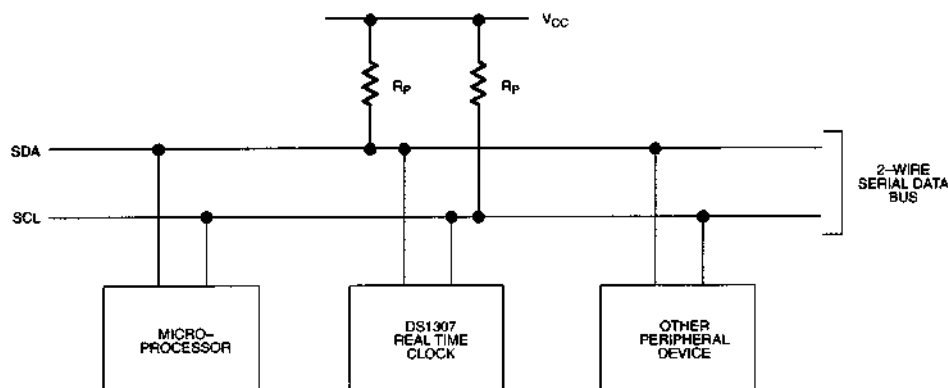 VCC
RP
RP
SDA
SCL
2-WIRE
SERIAL DATA
BUS
MICRO-
PROCESSOR
DS1307
REAL TIME
CLOCK
OTHER
PERIPHERAL
DEVICE